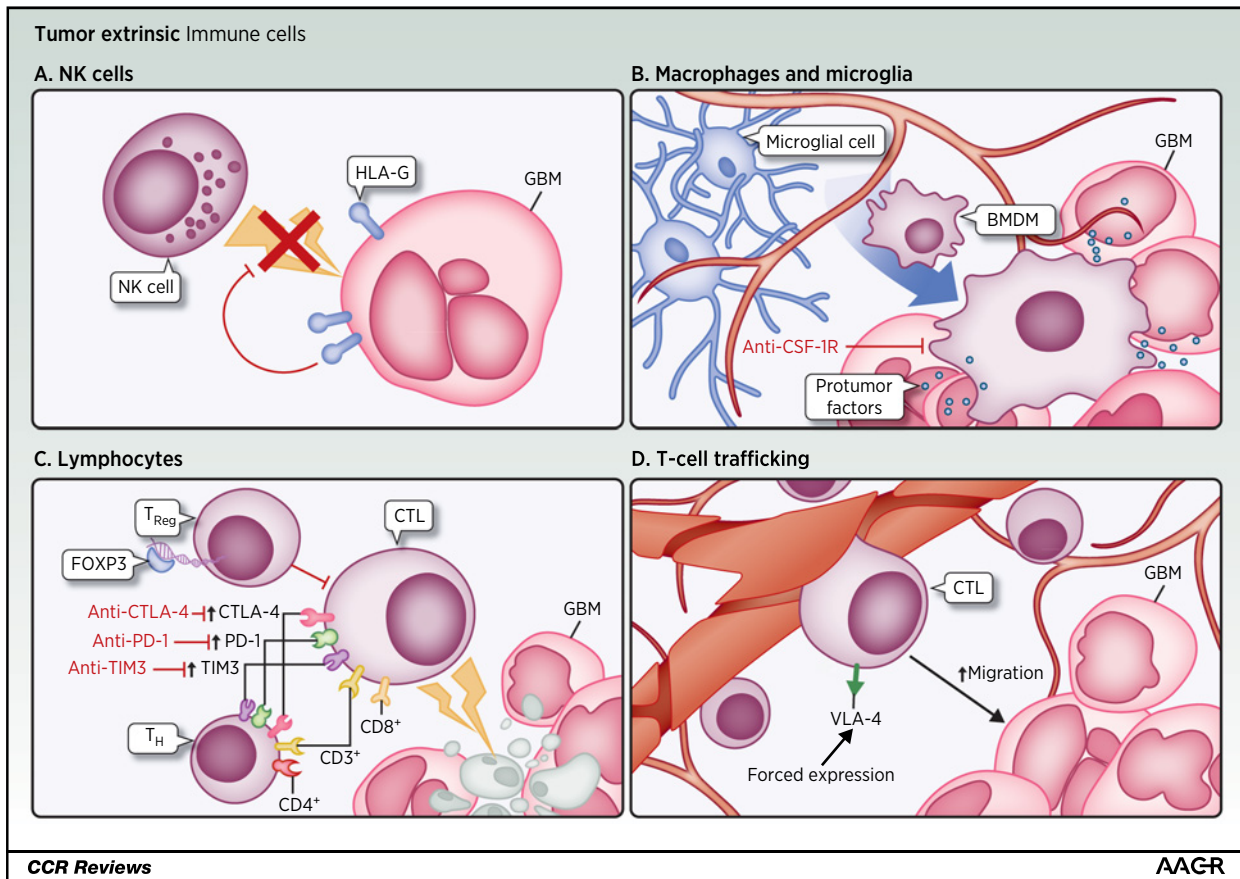 Tumor extrinsic Immune cells
A. NK cells
HLA-G
GBM
NK cell
B. Macrophages and microglia
Microglial cell
GBM
BMDM
Anti-CSF-1R
Protumor
factors
C. Lymphocytes
TReg
CTL
FOXP3
Anti-CTLA-4 CTLA-4
Anti-PD-1 PD-1
Anti-TIM3 TIM3
GBM
CD8+
TH
CD3+
CD4+
D. T-cell trafficking
CTL
GBM
Migration
VLA-4
Forced expression
CCR Reviews
AACR